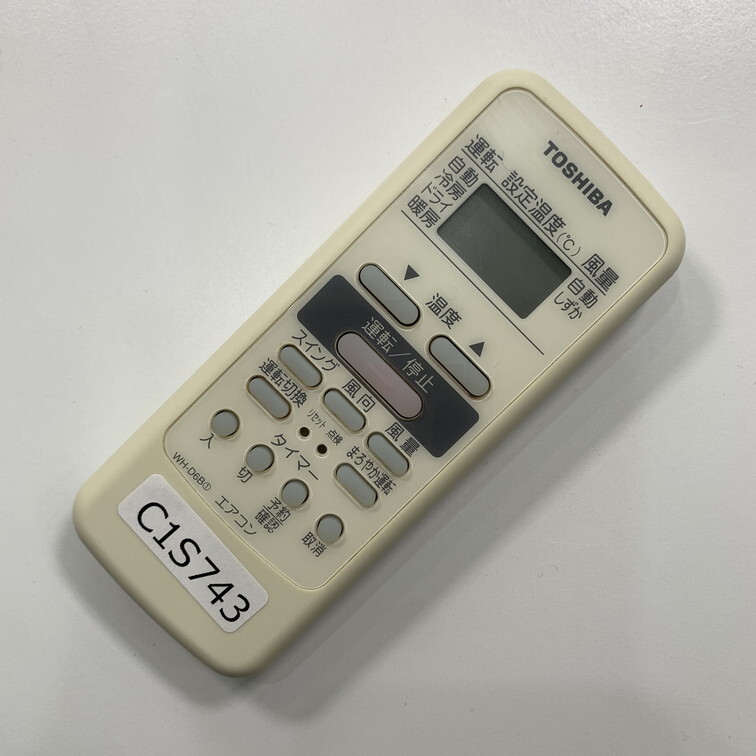 TOSHIBA
運転 設定温度(℃) 風量
自動
冷房
ドライ
暖房
自動
しずか
▼ 温度 ▲
運転/停止
スイング 風向 風量
運転切換 リセット 点検 まろやか運転
タイマー
入 切 予約確認 取消
WH-D6B①
エアコン
C1S743